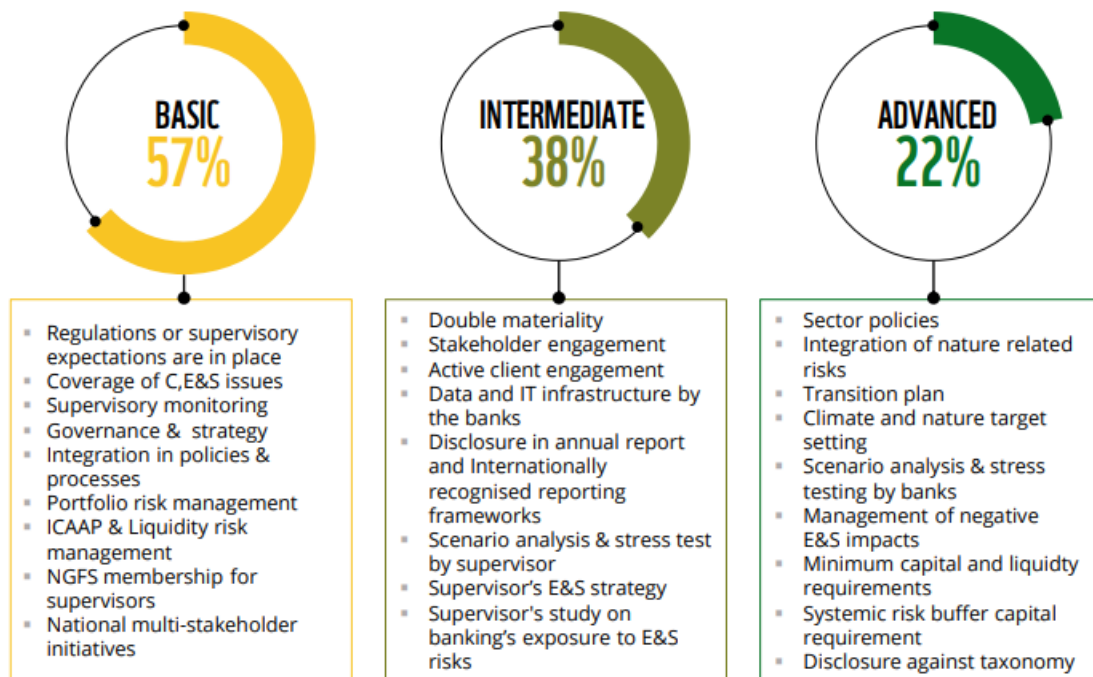 BASIC
57%
▪ Regulations or supervisory
expectations are in place
▪ Coverage of C,E&S issues
▪ Supervisory monitoring
▪ Governance & strategy
▪ Integration in policies &
processes
▪ Portfolio risk management
▪ ICAAP & Liquidity risk
management
▪ NGFS membership for
supervisors
▪ National multi-stakeholder
initiatives
INTERMEDIATE
38%
▪ Double materiality
▪ Stakeholder engagement
▪ Active client engagement
▪ Data and IT infrastructure by
the banks
▪ Disclosure in annual report
and Internationally
recognised reporting
frameworks
▪ Scenario analysis & stress test
by supervisor
▪ Supervisor's E&S strategy
▪ Supervisor's study on
banking's exposure to E&S
risks
ADVANCED
22%
▪ Sector policies
▪ Integration of nature related
risks
▪ Transition plan
▪ Climate and nature target
setting
▪ Scenario analysis & stress
testing by banks
▪ Management of negative
E&S impacts
▪ Minimum capital and liquidty
requirements
▪ Systemic risk buffer capital
requirement
▪ Disclosure against taxonomy